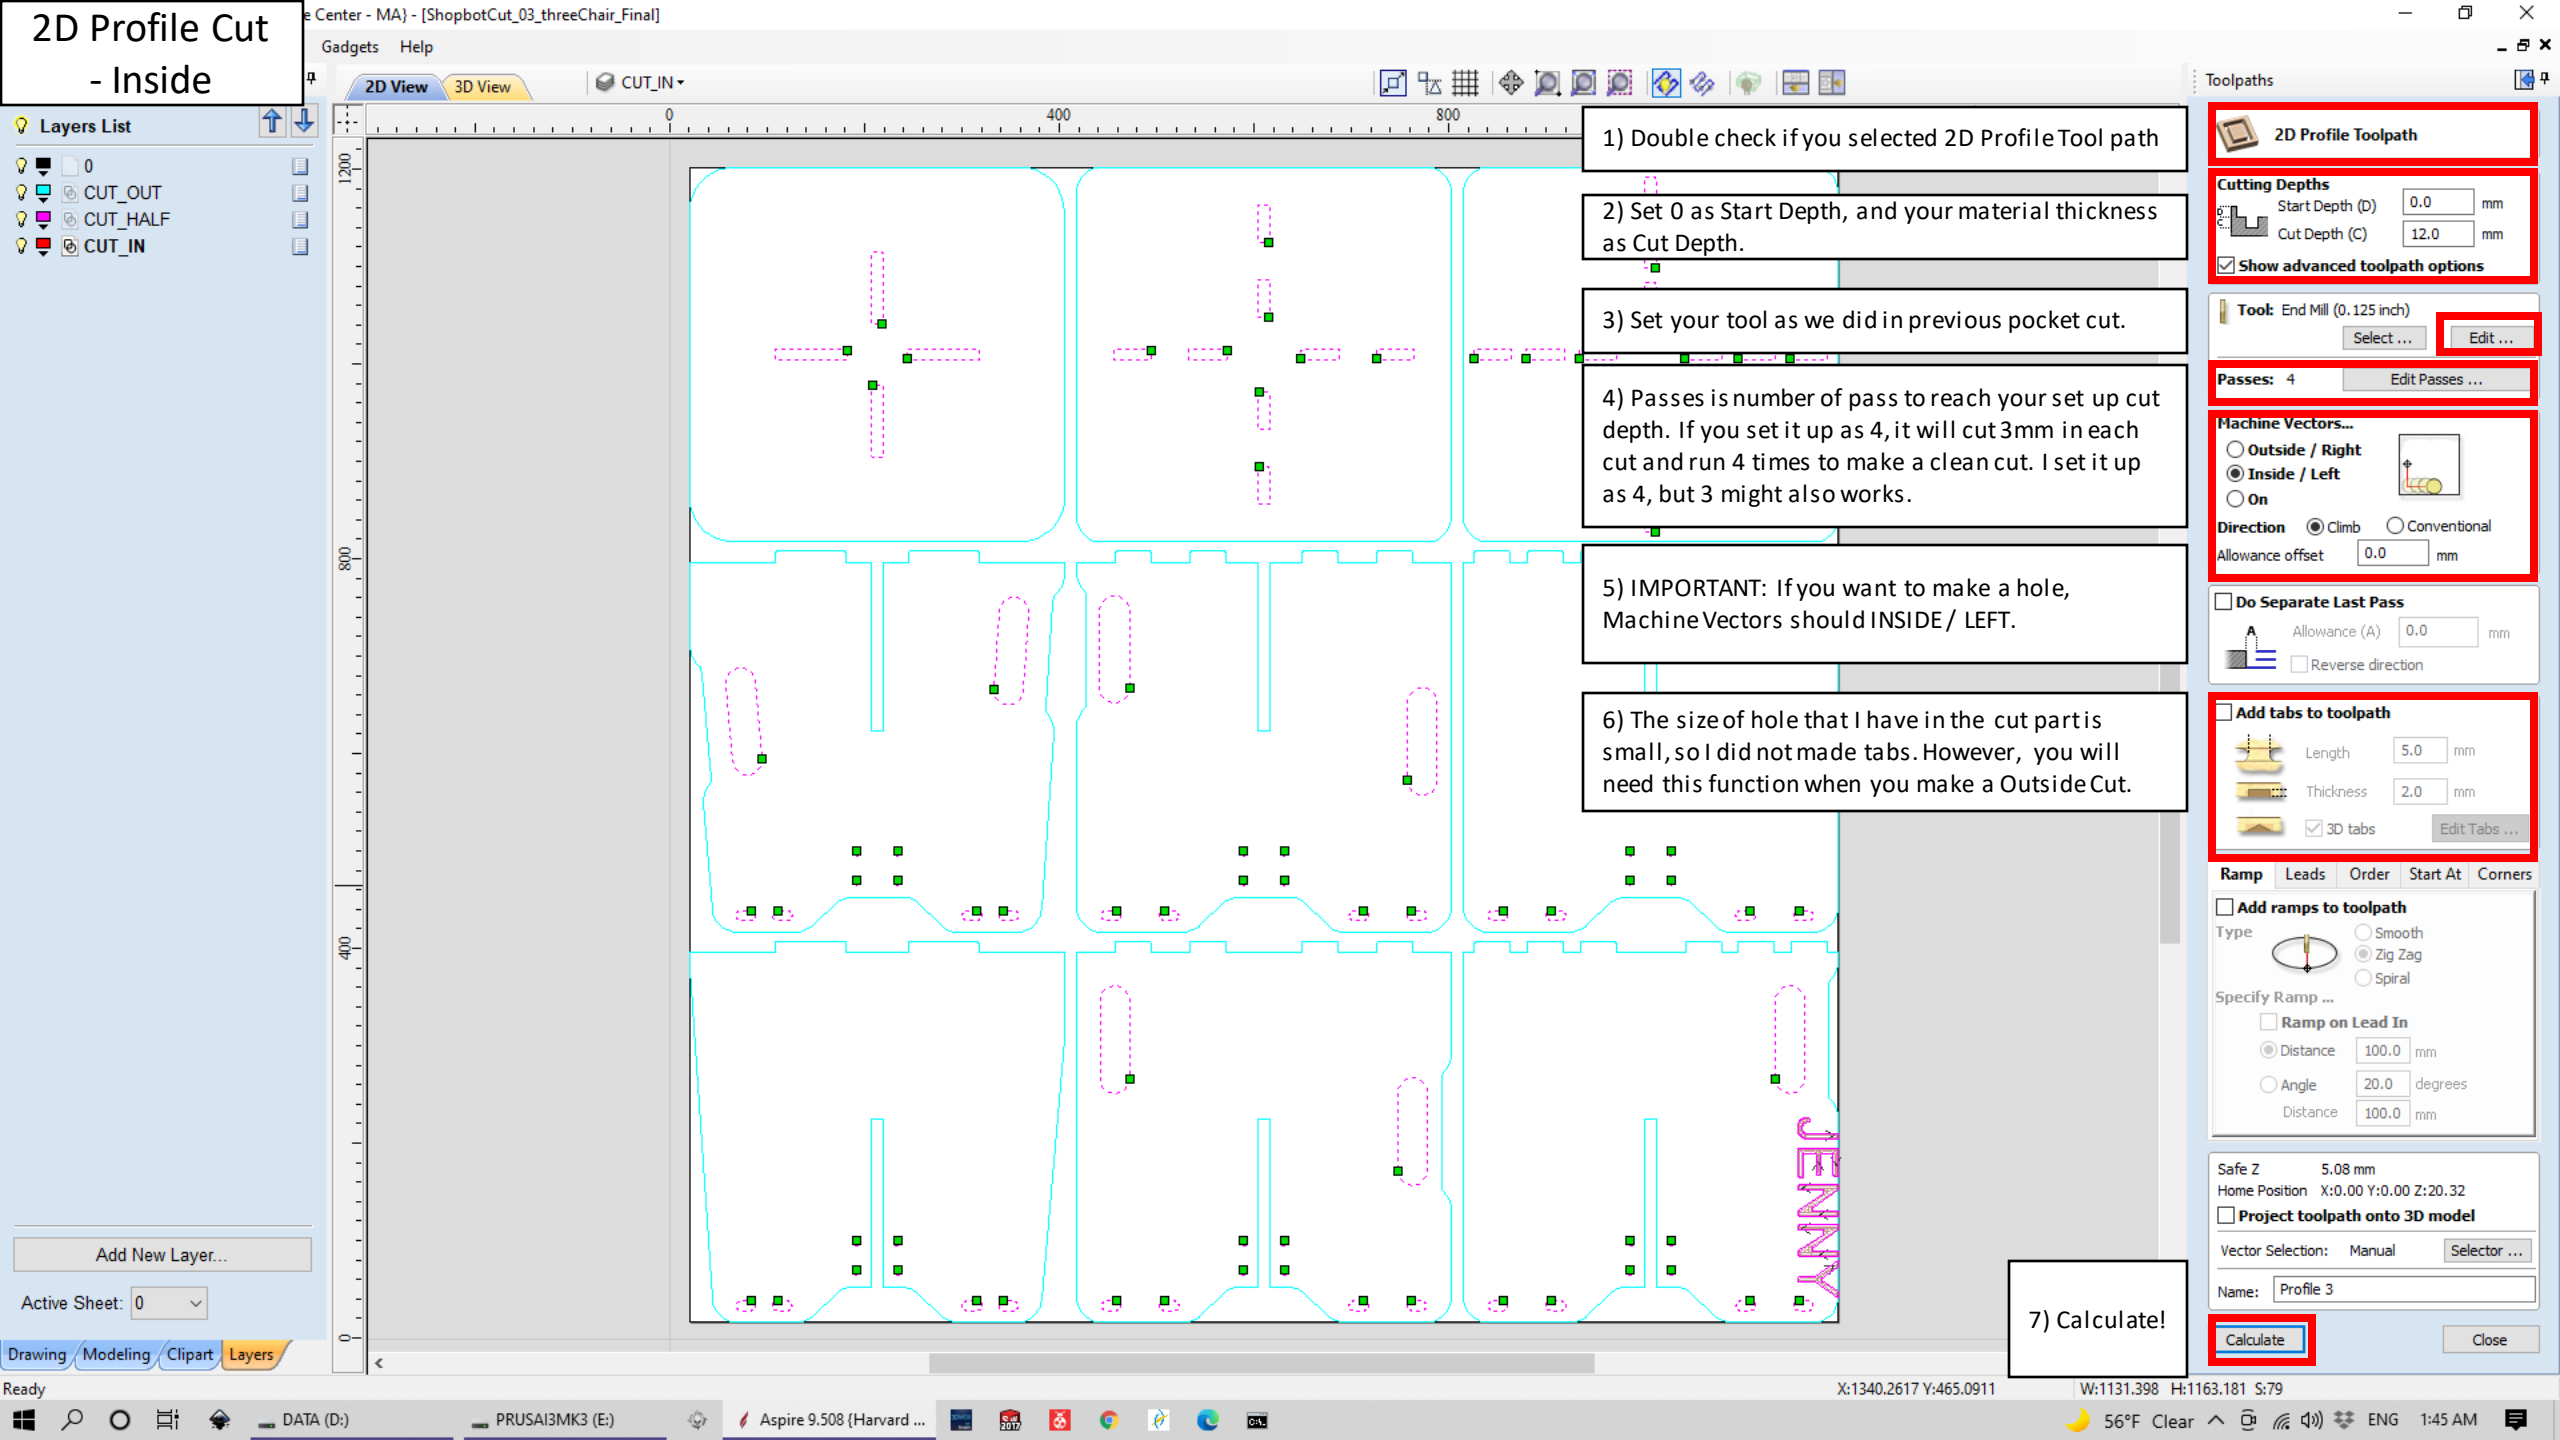 2D Profile Cut
- Inside
e Center - MA} - [ShopbotCut_03_threeChair_Final]
Gadgets Help
2D View 3D View CUT_IN
Toolpaths
Layers List
0
CUT_OUT
CUT_HALF
CUT_IN
0 400 800
1200
800
400
0
1) Double check if you selected 2D Profile Tool path
2) Set 0 as Start Depth, and your material thickness
as Cut Depth.
3) Set your tool as we did in previous pocket cut.
4) Passes is number of pass to reach your set up cut
depth. If you set it up as 4, it will cut 3mm in each
cut and run 4 times to make a clean cut. I set it up
as 4, but 3 might also works.
5) IMPORTANT: If you want to make a hole,
Machine Vectors should INSIDE / LEFT.
6) The size of hole that I have in the cut part is
small, so I did not made tabs. However, you will
need this function when you make a Outside Cut.
7) Calculate!
JENNY
2D Profile Toolpath
Cutting Depths
Start Depth (D) 0.0 mm
Cut Depth (C) 12.0 mm
Show advanced toolpath options
Tool: End Mill (0.125 inch)
Select ... Edit ...
Passes: 4 Edit Passes ...
Machine Vectors...
Outside / Right
Inside / Left
On
Direction Climb Conventional
Allowance offset 0.0 mm
Do Separate Last Pass
A Allowance (A) 0.0 mm
Reverse direction
Add tabs to toolpath
Length 5.0 mm
Thickness 2.0 mm
3D tabs Edit Tabs ...
Ramp Leads Order Start At Corners
Add ramps to toolpath
Type Smooth
Zig Zag
Spiral
Specify Ramp ...
Ramp on Lead In
Distance 100.0 mm
Angle 20.0 degrees
Distance 100.0 mm
Safe Z 5.08 mm
Home Position X:0.00 Y:0.00 Z:20.32
Project toolpath onto 3D model
Vector Selection: Manual Selector ...
Name: Profile 3
Calculate Close
Add New Layer...
Active Sheet: 0
Drawing Modeling Clipart Layers
Ready
X:1340.2617 Y:465.0911 W:1131.398 H:1163.181 S:79
DATA (D:) PRUSAI3MK3 (E:) Aspire 9.508 {Harvard ... 56°F Clear ENG 1:45 AM